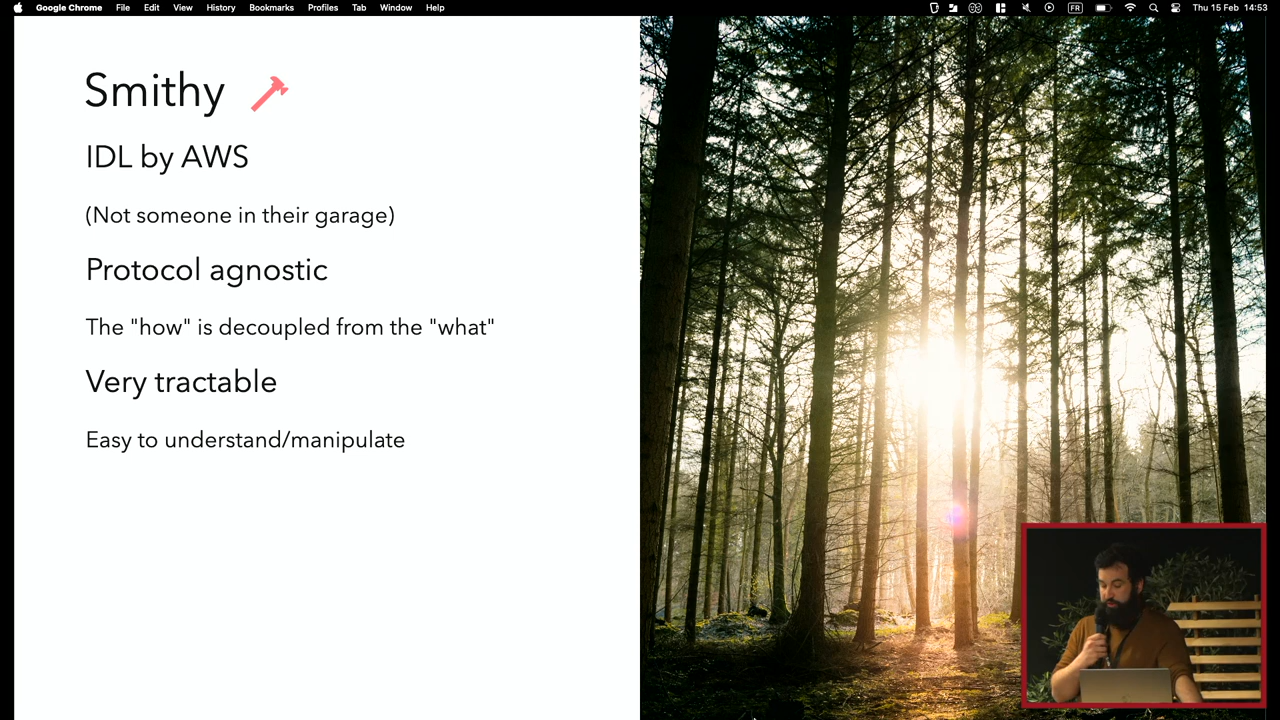 Google Chrome File Edit View History Bookmarks Profiles Tab Window Help FR Thu 15 Feb 14:53
Smithy
IDL by AWS
(Not someone in their garage)
Protocol agnostic
The "how" is decoupled from the "what"
Very tractable
Easy to understand/manipulate